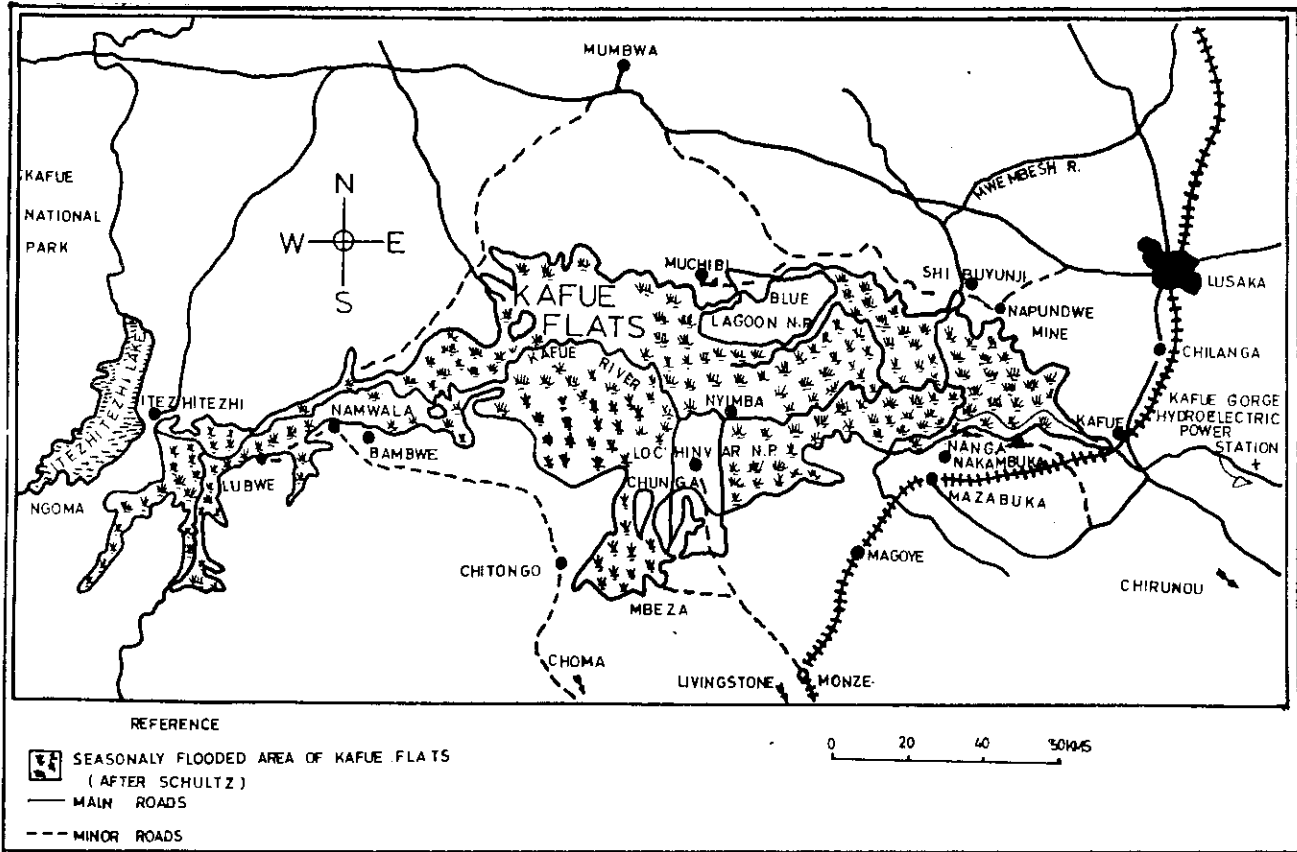 MUMBWA
KAFUE
NATIONAL
PARK
N
W E
S
MWEMBESH R.
MUCHIBI
SHI BUYUNJI
LUSAKA
KAFUE
FLATS
BLUE
LAGOON N.P.
NAPUNDWE
MINE
CHILANGA
KAFUE
RIVER
ITEZHITEZHI LAKE
ITEZHITEZHI
NAMWALA
NYIMBA
KAFUE
KAFUE GORGE
HYDROELECTRIC
POWER
STATION
BAMBWE
LOCHINVAR N.P.
NANGA
NAKAMBUKA
LUBWE
CHUNGA
MAZABUKA
NGOMA
CHITONGO
MAGOYE
CHIRUNOU
MBEZA
CHOMA
LIVINGSTONE
MONZE
REFERENCE
SEASONALY FLOODED AREA OF KAFUE FLATS
(AFTER SCHULTZ)
MAIN ROADS
MINOR ROADS
0 20 40 50KMS